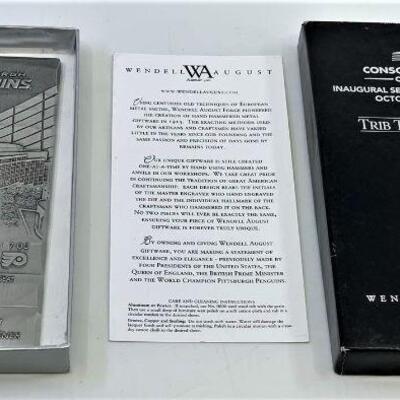 RGH
INS
WENDELL WA AUGUST
WWW.WENDELLAUGUST.COM
Using centuries old techniques of European
metal smiths, Wendell August Forge pioneered
the creation of hand hammered metal
giftware in 1923. The exacting methods used
by our artisans and craftsmen have varied
little in the years since our founding and the
same passion and precision of days gone by
remains today.
Our unique giftware is still created
one-at-a-time by hand using hammers and
anvils in our workshops. We take great pride
in continuing the tradition of great American
Craftsmanship. Each design bears the initials
of the master engraver who hand engraved
the die and the individual hallmark of the
craftsman who hammered it on the back.
No two pieces will ever be exactly the same,
ensuring your piece of Wendell August
giftware is forever truly unique.
By owning and giving Wendell August
giftware, you are making a statement of
excellence and elegance - previously made by
four Presidents of the United States, the
Queen of England, the British Prime Minister
and the World Champion Pittsburgh Penguins.
CARE AND CLEANING INSTRUCTIONS
CONSO
INAUGURAL SE
OCTO
TRIB T
WEN